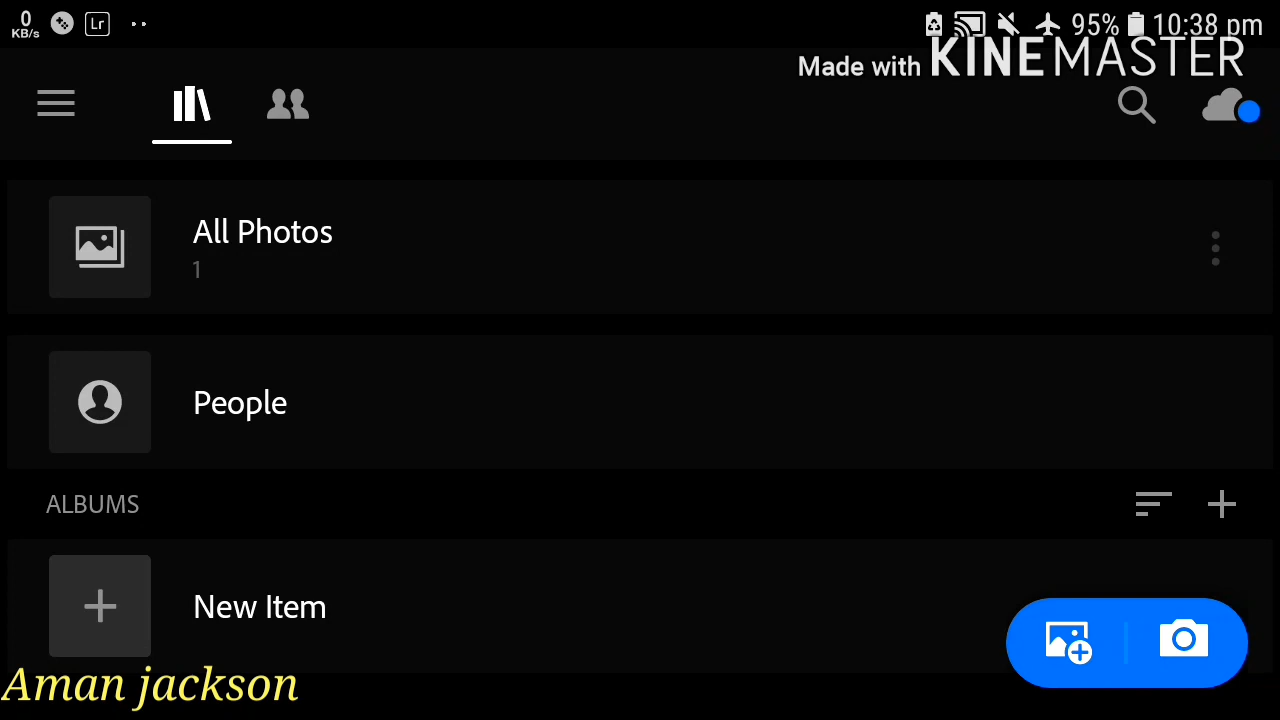 0
KB/s
Lr
95%
10:38 pm
Made with KINEMASTER
All Photos
1
People
ALBUMS
New Item
Aman jackson